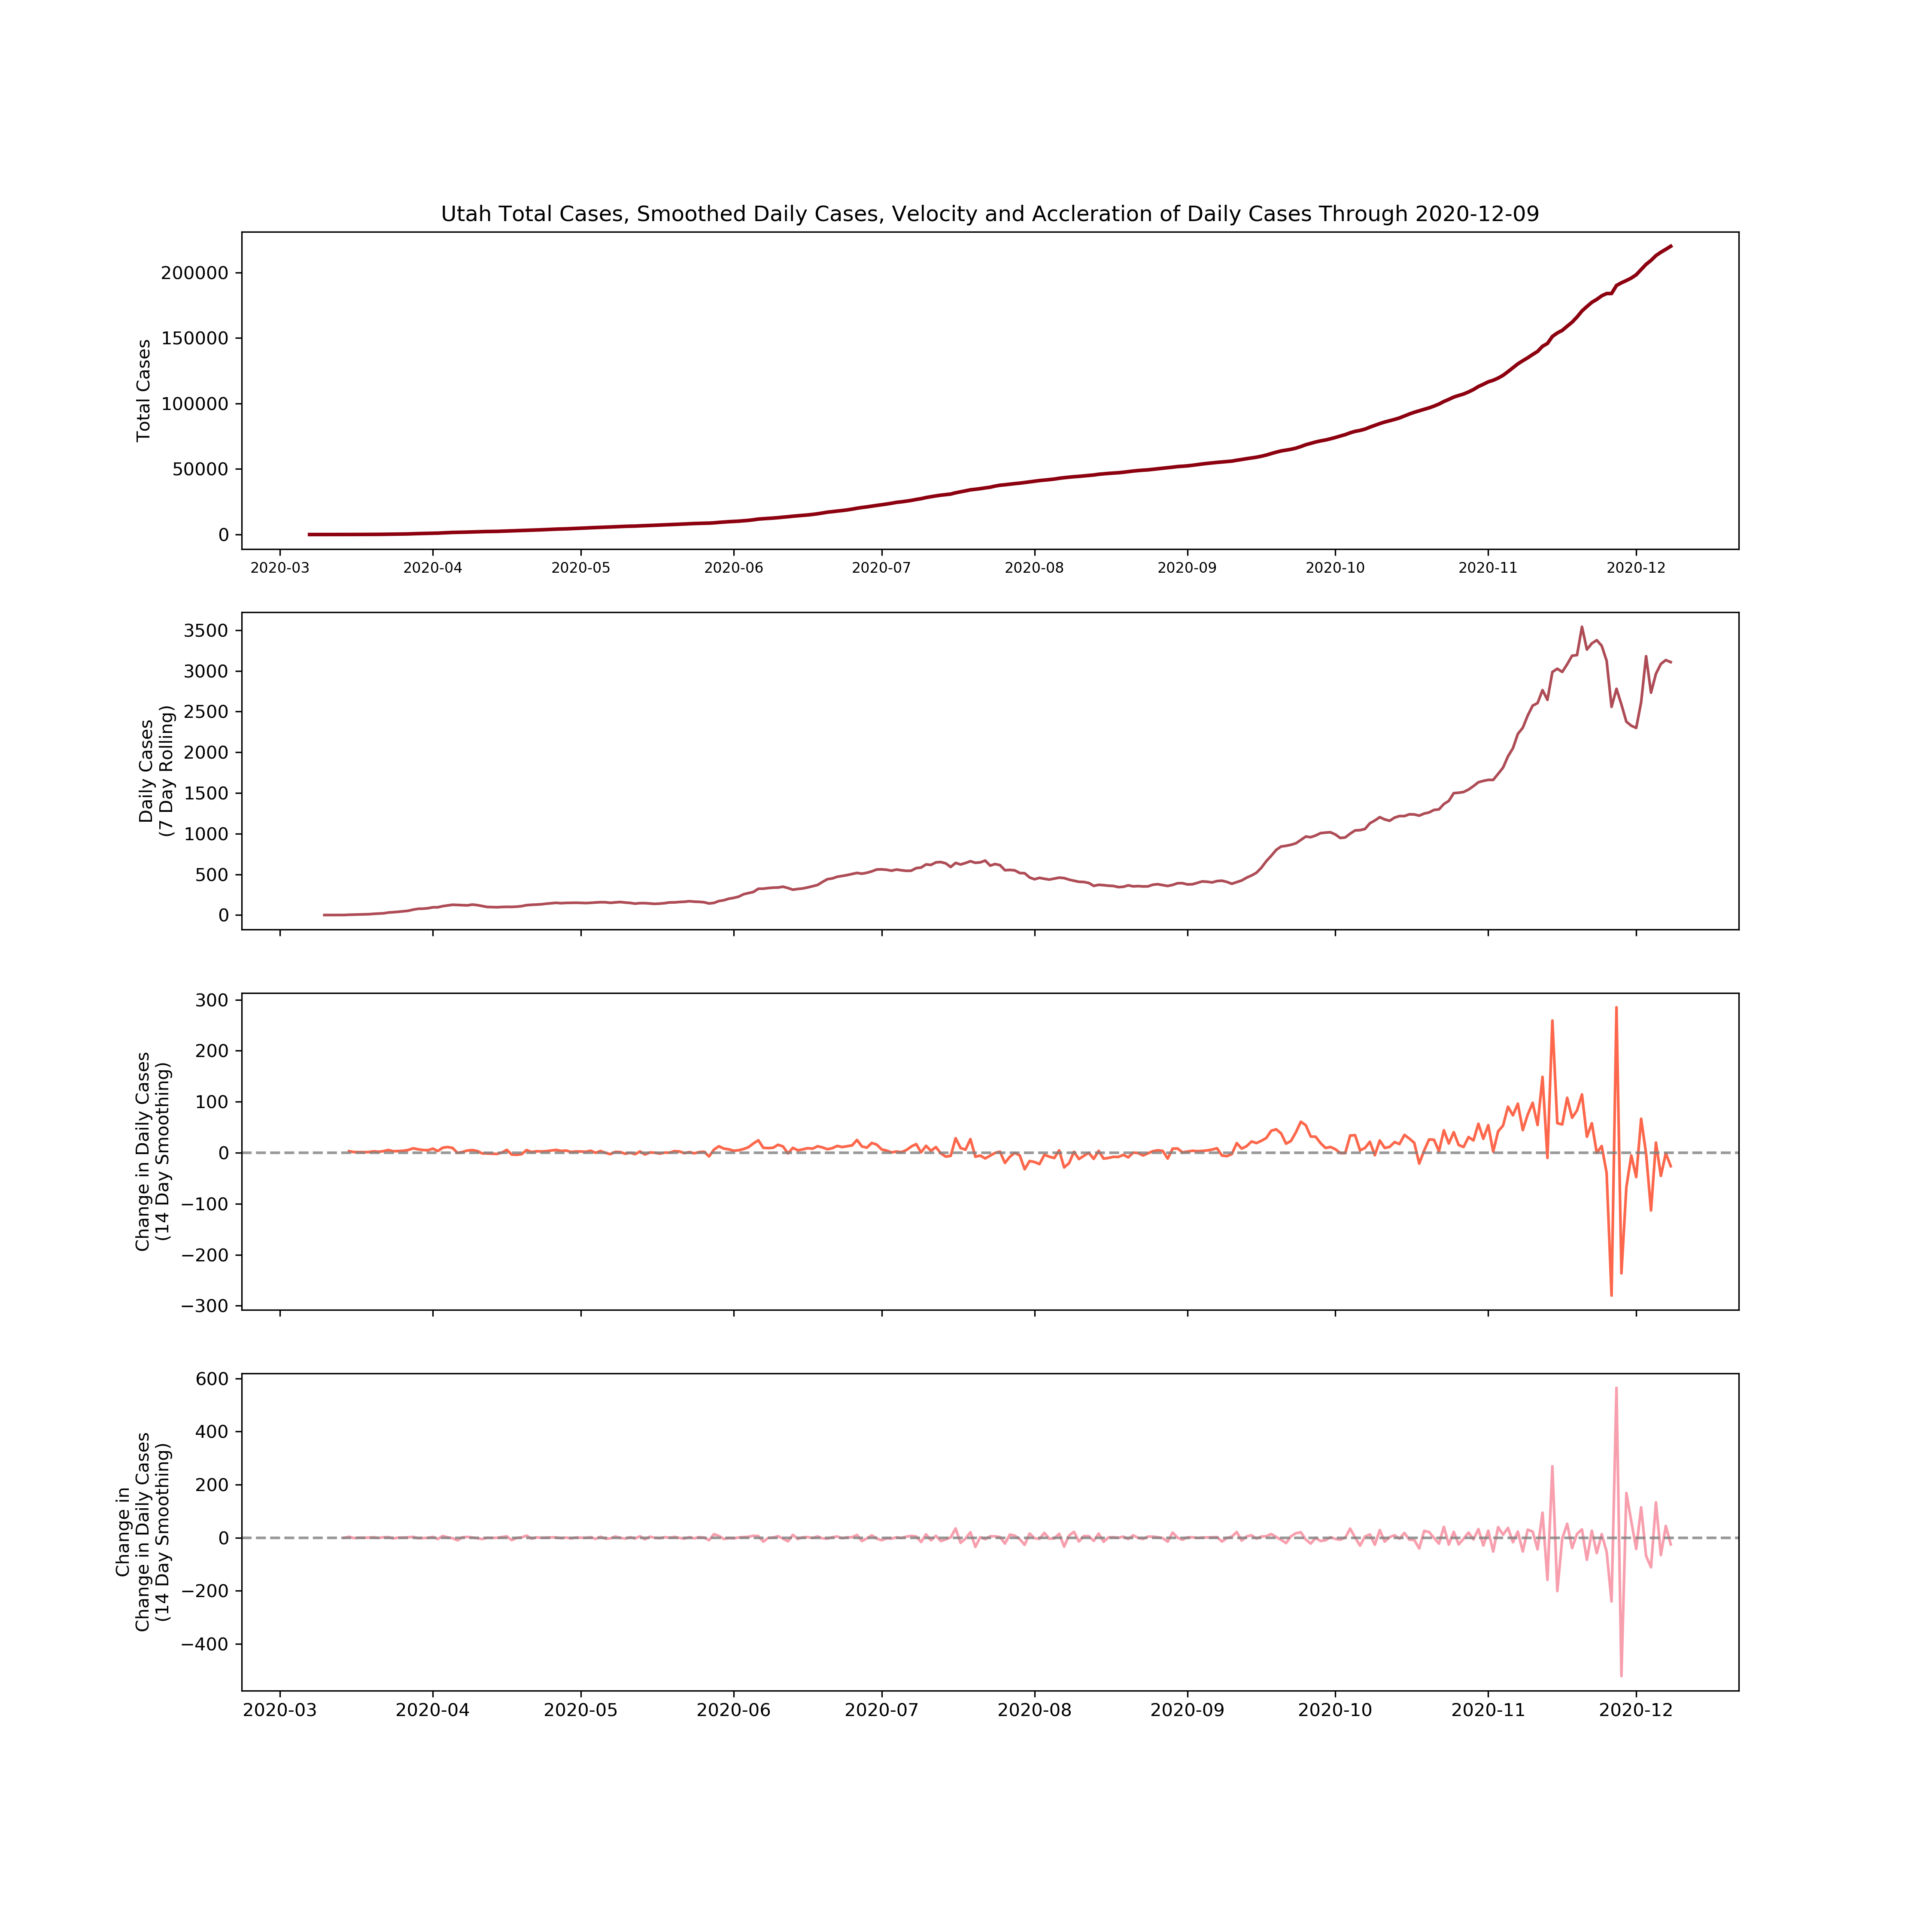 Utah Total Cases, Smoothed Daily Cases, Velocity and Accleration of Daily Cases Through 2020-12-09
Total Cases
200000
150000
100000
50000
0
2020-03 2020-04 2020-05 2020-06 2020-07 2020-08 2020-09 2020-10 2020-11 2020-12
Daily Cases
(7 Day Rolling)
3500
3000
2500
2000
1500
1000
500
0
Change in Daily Cases
(14 Day Smoothing)
300
200
100
0
−100
−200
−300
Change in
Change in Daily Cases
(14 Day Smoothing)
600
400
200
0
−200
−400
2020-03 2020-04 2020-05 2020-06 2020-07 2020-08 2020-09 2020-10 2020-11 2020-12